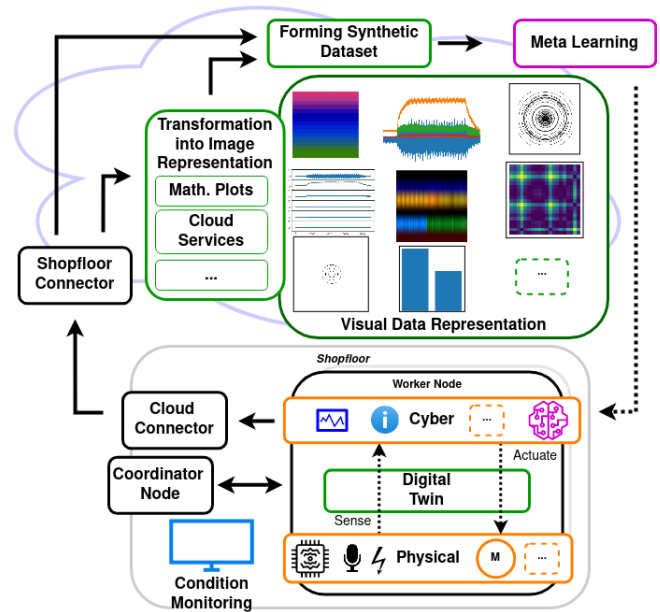 Forming Synthetic
Dataset
Meta Learning
Transformation
into Image
Representation
Math. Plots
Cloud
Services
...
Shopfloor
Connector
...
Visual Data Representation
Shopfloor
Worker Node
Cloud
Connector
Cyber
...
Actuate
Coordinator
Node
Digital
Twin
Sense
Physical
M
...
Condition
Monitoring